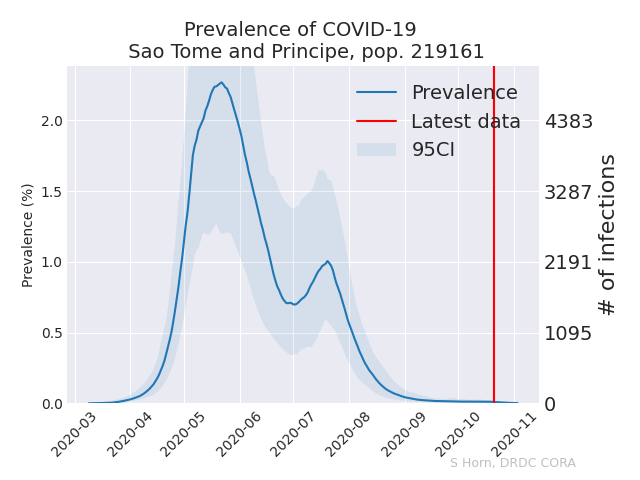 Prevalence of COVID-19
Sao Tome and Principe, pop. 219161
Prevalence
Latest data
95CI
2.0
1.5
1.0
0.5
0.0
Prevalence (%)
4383
3287
2191
1095
0
# of infections
2020-03
2020-04
2020-05
2020-06
2020-07
2020-08
2020-09
2020-10
2020-11
S Horn, DRDC CORA